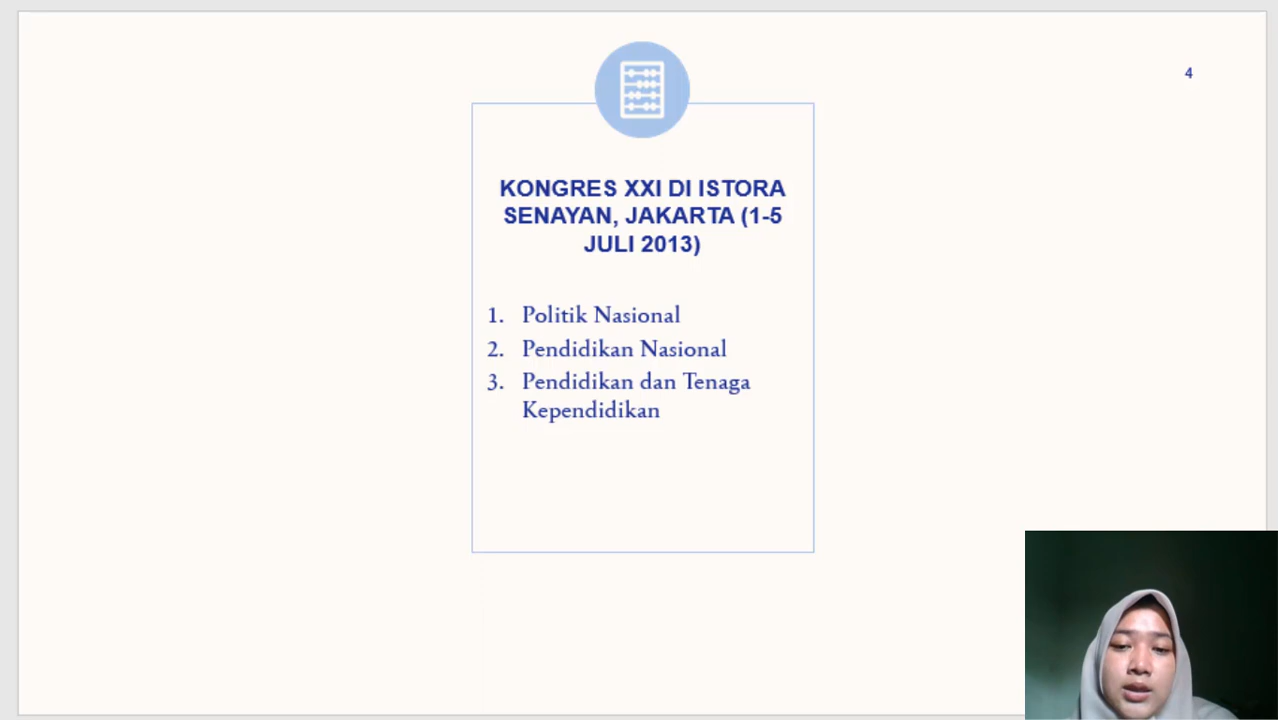 4
KONGRES XXI DI ISTORA
SENAYAN, JAKARTA (1-5
JULI 2013)
1. Politik Nasional
2. Pendidikan Nasional
3. Pendidikan dan Tenaga
Kependidikan